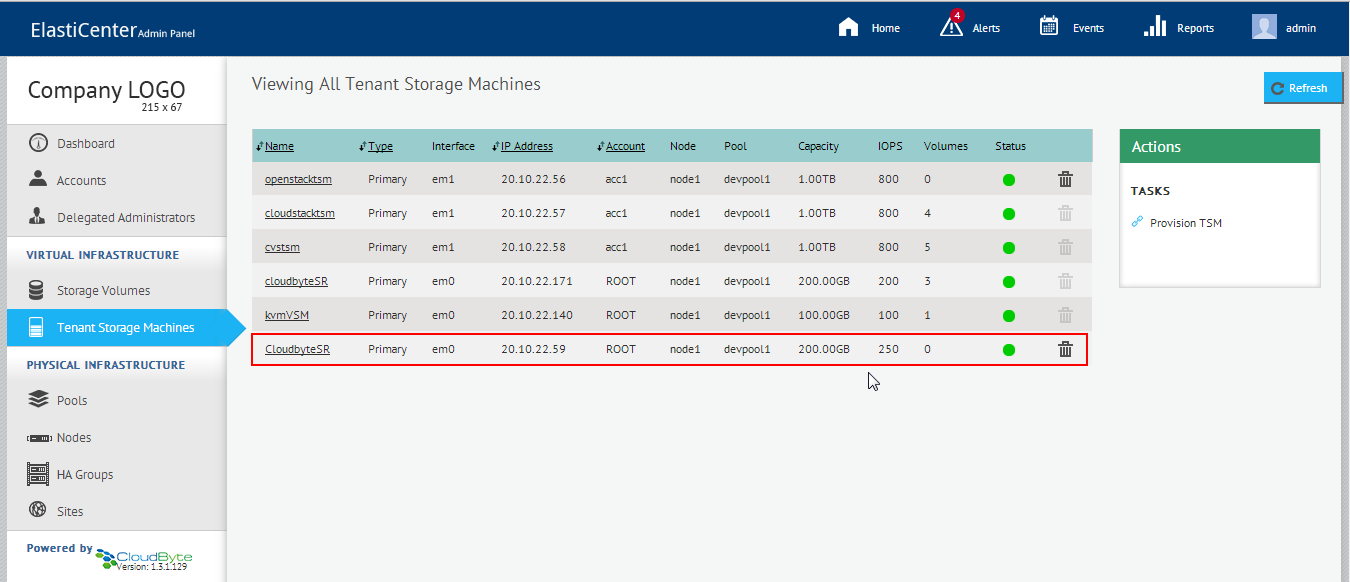 ElastiCenter Admin Panel
Home
4
Alerts
Events
Reports
admin
Company LOGO
215 x 67
Dashboard
Accounts
Delegated Administrators
VIRTUAL INFRASTRUCTURE
Storage Volumes
Tenant Storage Machines
PHYSICAL INFRASTRUCTURE
Pools
Nodes
HA Groups
Sites
Powered by CloudByte
Version: 1.3.1.129
Viewing All Tenant Storage Machines
Refresh
Name Type Interface IP Address Account Node Pool Capacity IOPS Volumes Status
openstacktsm Primary em1 20.10.22.56 acc1 node1 devpool1 1.00TB 800 0
cloudstacktsm Primary em1 20.10.22.57 acc1 node1 devpool1 1.00TB 800 4
cvstsm Primary em1 20.10.22.58 acc1 node1 devpool1 1.00TB 800 5
cloudbyteSR Primary em0 20.10.22.171 ROOT node1 devpool1 200.00GB 200 3
kvmVSM Primary em0 20.10.22.140 ROOT node1 devpool1 100.00GB 100 1
CloudbyteSR Primary em0 20.10.22.59 ROOT node1 devpool1 200.00GB 250 0
Actions
TASKS
Provision TSM